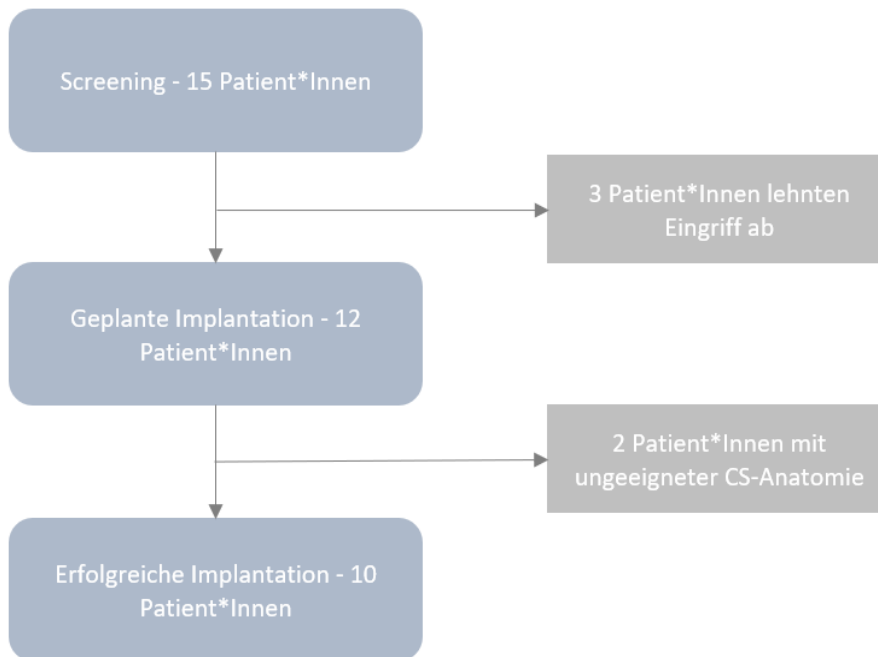 Screening - 15 Patient*Innen
3 Patient*Innen lehnten
Eingriff ab
Geplante Implantation - 12
Patient*Innen
2 Patient*Innen mit
ungeeigneter CS-Anatomie
Erfolgreiche Implantation - 10
Patient*Innen